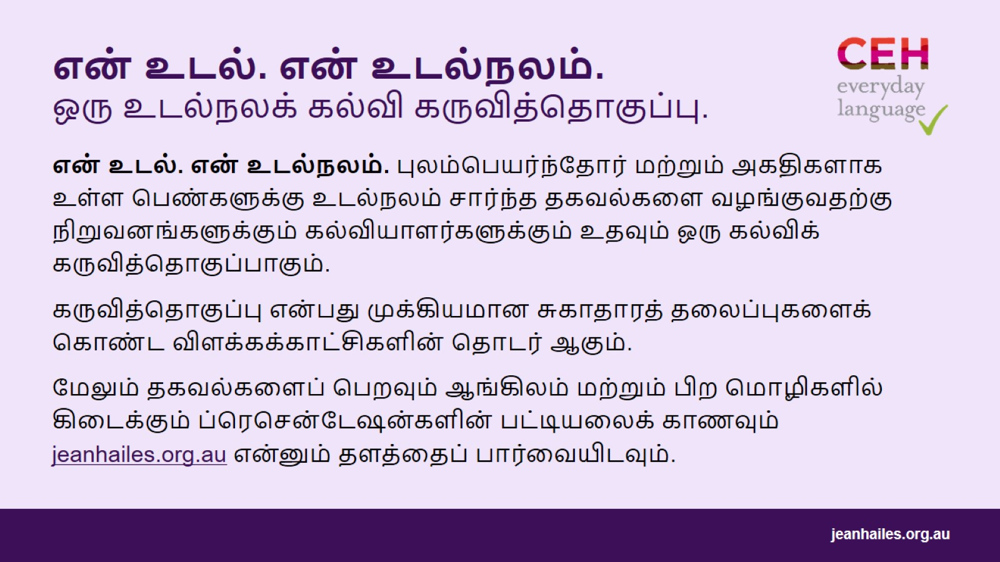 என் உடல். என் உடல்நலம்.
ஒரு உடல்நலக் கல்வி கருவித்தொகுப்பு.
CEH
everyday
language
என் உடல். என் உடல்நலம். புலம்பெயர்ந்தோர் மற்றும் அகதிகளாக
உள்ள பெண்களுக்கு உடல்நலம் சார்ந்த தகவல்களை வழங்குவதற்கு
நிறுவனங்களுக்கும் கல்வியாளர்களுக்கும் உதவும் ஒரு கல்விக்
கருவித்தொகுப்பாகும்.
கருவித்தொகுப்பு என்பது முக்கியமான சுகாதாரத் தலைப்புகளைக்
கொண்ட விளக்கக்காட்சிகளின் தொடர் ஆகும்.
மேலும் தகவல்களைப் பெறவும் ஆங்கிலம் மற்றும் பிற மொழிகளில்
கிடைக்கும் ப்ரெசென்டேஷன்களின் பட்டியலைக் காணவும்
jeanhailes.org.au என்னும் தளத்தைப் பார்வையிடவும்.
jeanhailes.org.au